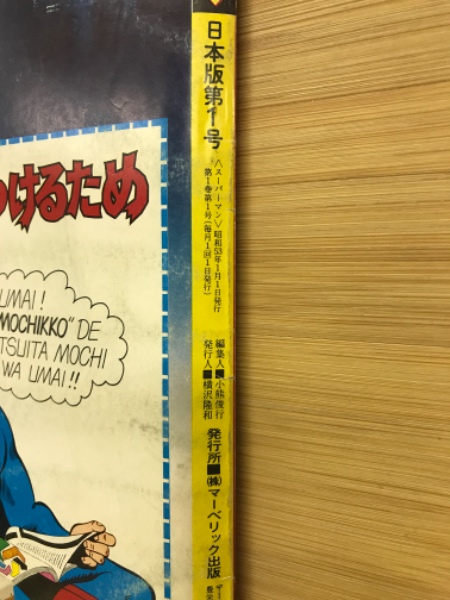 日本版第1号
〈スーパーマン〉昭和53年1月1日発行
第1巻第1号(毎月1回1日発行)
編集人■小熊俊行
発行人■横沢隆和
発行所■㈱マーベリック出版
けるため
UMAI!
MOCHIKKO" DE
TSUITA MOCHI
WA UMAI!!